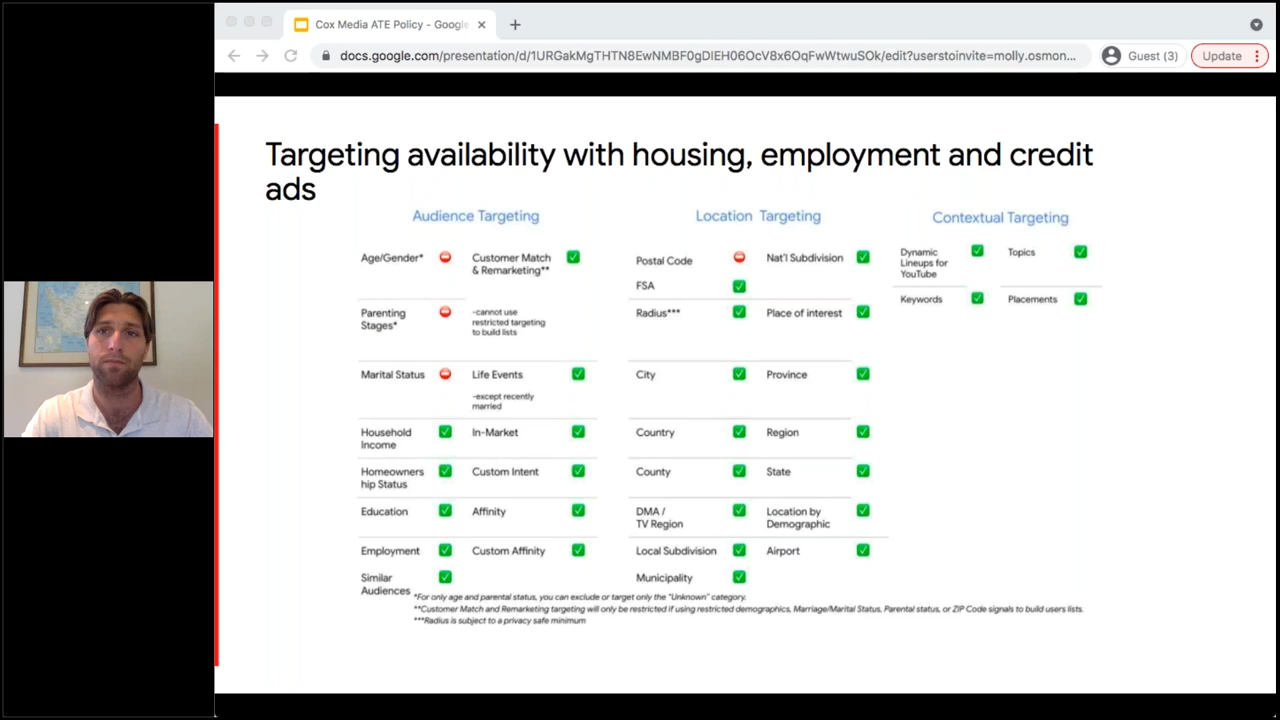 Cox Media ATE Policy - Google
docs.google.com/presentation/d/1URGakMgTHTN8EwNMBF0gDIEH06OcV8x6OqFwWtwuSOk/edit?userstoinvite=molly.osmon...
Guest (3)
Update
Targeting availability with housing, employment and credit
ads
Audience Targeting
Age/Gender*
Customer Match
& Remarketing**
Parenting
Stages*
-cannot use
restricted targeting
to build lists
Marital Status
Life Events
-except recently
married
Household
Income
In-Market
Homeowners
hip Status
Custom Intent
Education
Affinity
Employment
Custom Affinity
Similar
Audiences
Location Targeting
Postal Code
Nat'l Subdivision
FSA
Radius***
Place of interest
City
Province
Country
Region
County
State
DMA /
TV Region
Location by
Demographic
Local Subdivision
Airport
Municipality
Contextual Targeting
Dynamic
Lineups for
YouTube
Topics
Keywords
Placements
*For only age and parental status, you can exclude or target only the "Unknown" category.
**Customer Match and Remarketing targeting will only be restricted if using restricted demographics, Marriage/Marital Status, Parental status, or ZIP Code signals to build users lists.
***Radius is subject to a privacy safe minimum